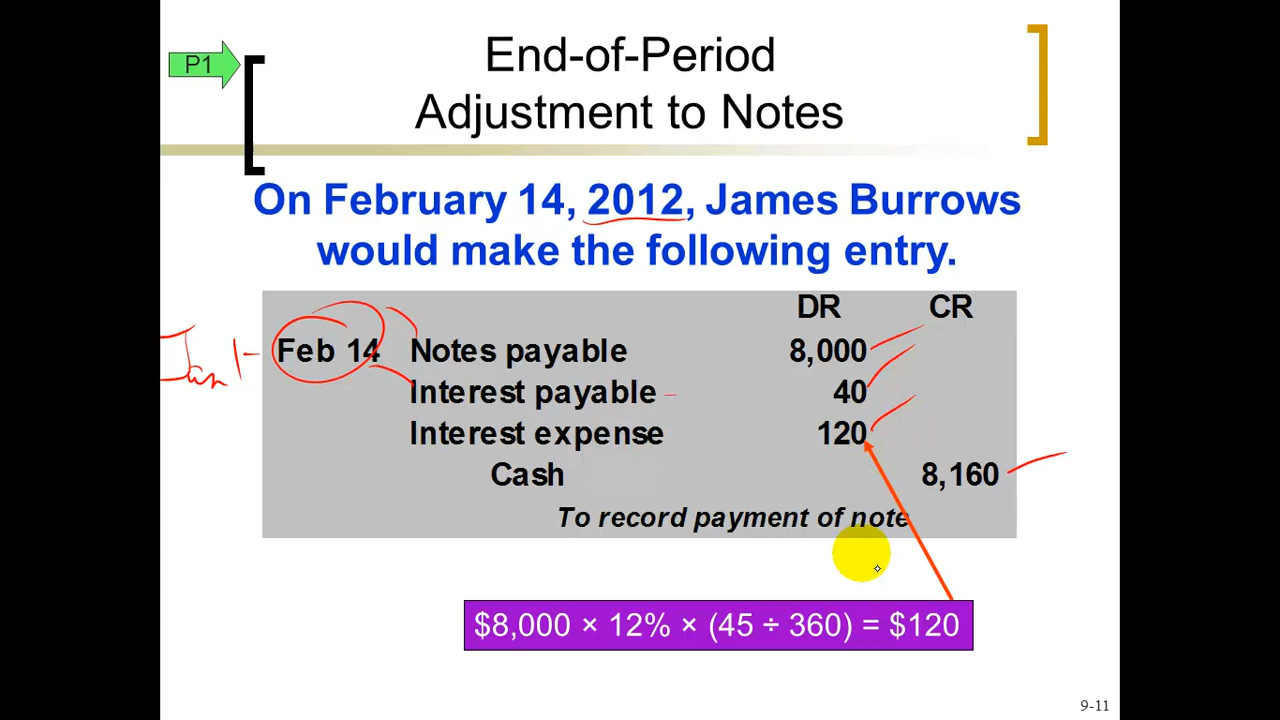 P1
End-of-Period
Adjustment to Notes
On February 14, 2012, James Burrows
would make the following entry.
DR CR
Jan 1- Feb 14 Notes payable 8,000
Interest payable 40
Interest expense 120
Cash 8,160
To record payment of note
$8,000 × 12% × (45 ÷ 360) = $120
9-11